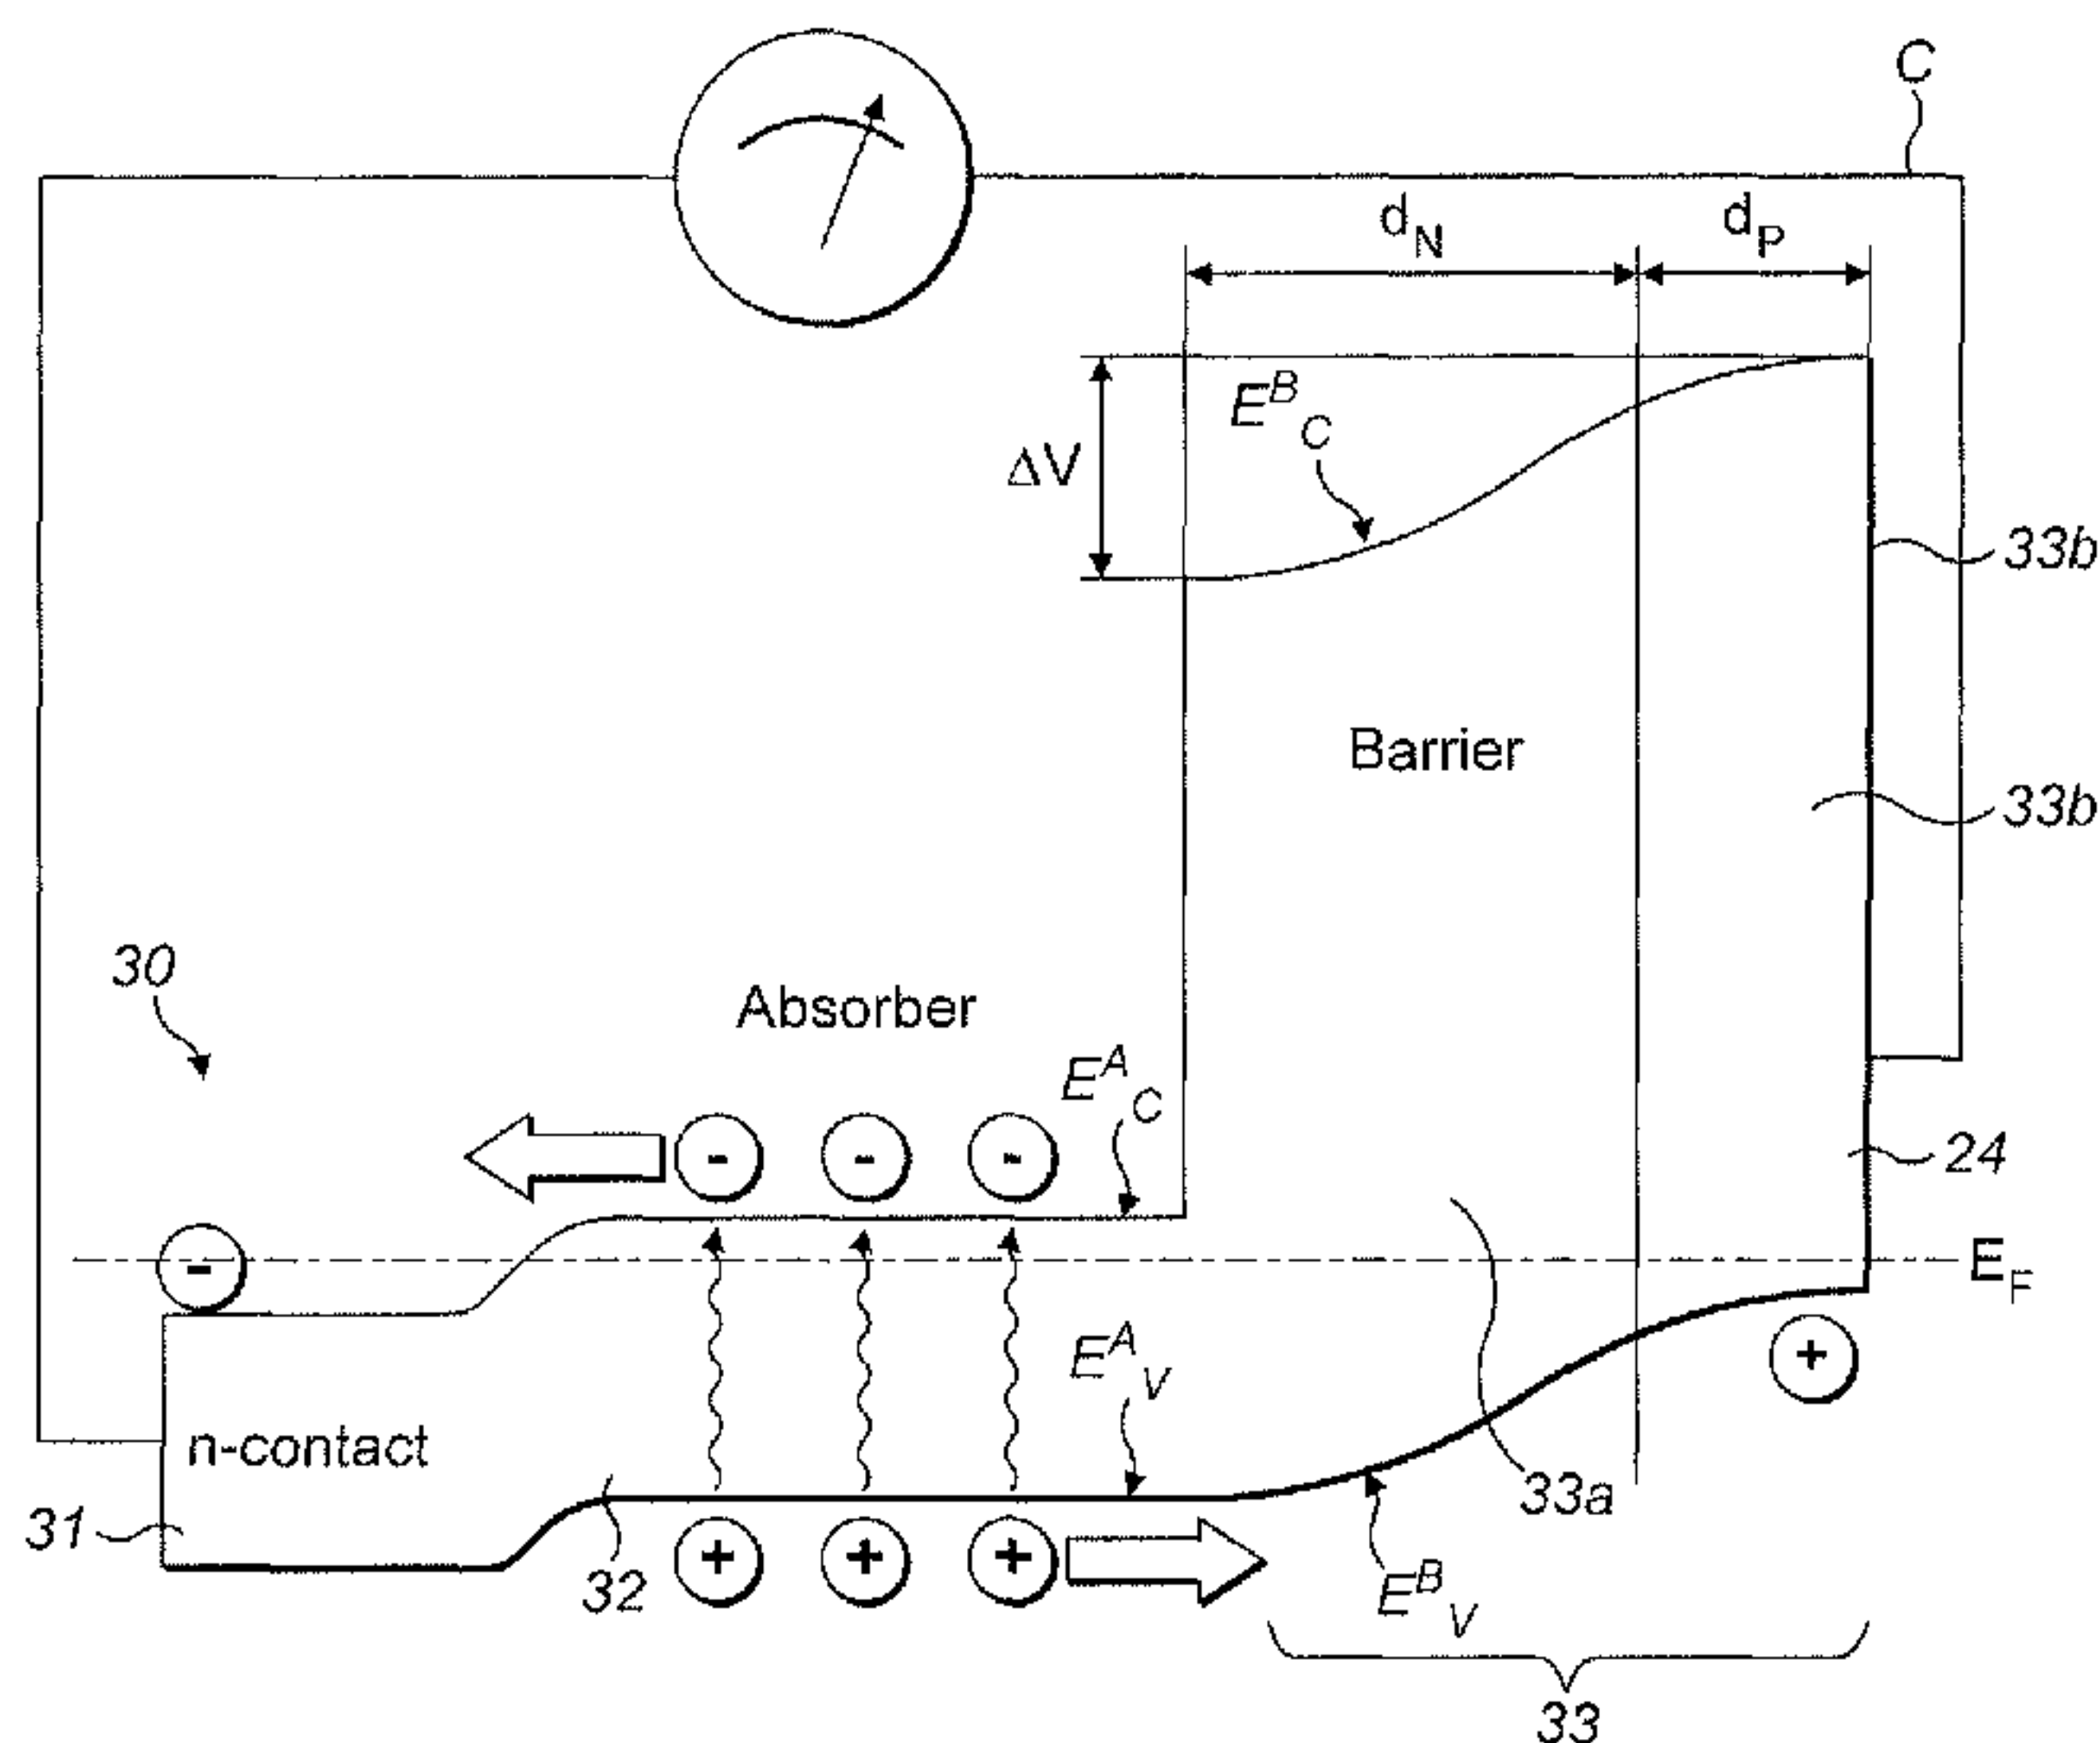 C
d_N
d_P
E^B_C
ΔV
33b
Barrier
33b
30
Absorber
E^A_C
- - -
24
-
E_F
E^A_V
+
n-contact
33a
31
32
+ + +
E^B_V
33